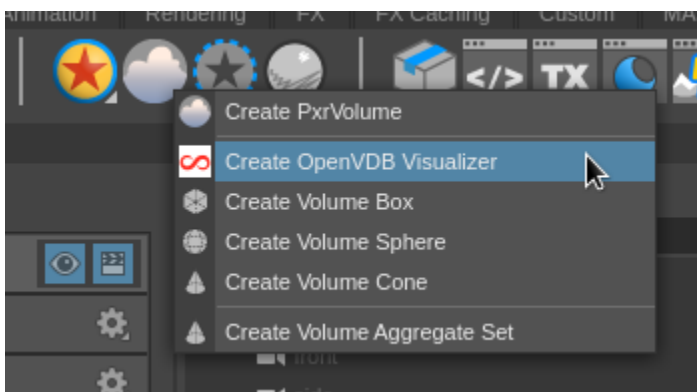 Animation Rendering FX FX Caching Custom
</> TX
Create PxrVolume
Create OpenVDB Visualizer
Create Volume Box
Create Volume Sphere
Create Volume Cone
Create Volume Aggregate Set
front
side